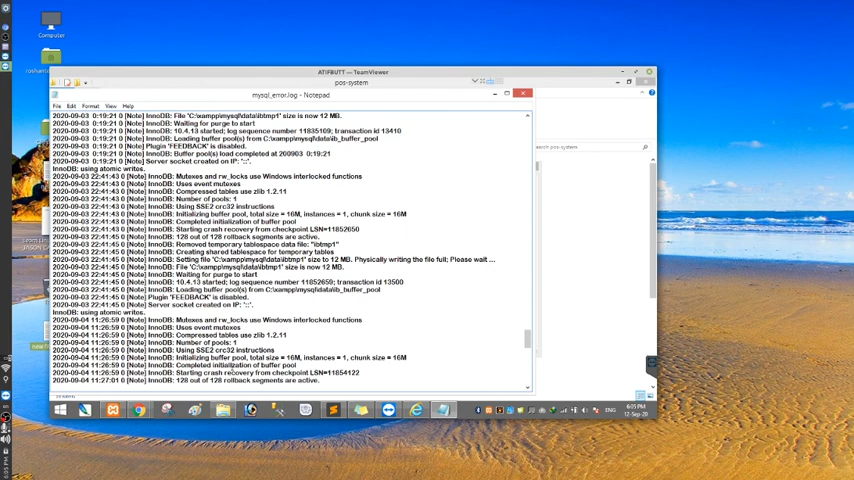 Computer
ATIFBUTT — TeamViewer
pos-system
mysql_error.log - Notepad
File Edit Format View Help
2020-09-03 0:19:21 0 [Note] InnoDB: File 'C:\xampp\mysql\data\ibtmp1' size is now 12 MB.
2020-09-03 0:19:21 0 [Note] InnoDB: Waiting for purge to start
2020-09-03 0:19:21 0 [Note] InnoDB: 10.4.13 started; log sequence number 11835109; transaction id 13410
2020-09-03 0:19:21 0 [Note] InnoDB: Loading buffer pool(s) from C:\xampp\mysql\data\ib_buffer_pool
2020-09-03 0:19:21 0 [Note] Plugin 'FEEDBACK' is disabled.
2020-09-03 0:19:21 0 [Note] InnoDB: Buffer pool(s) load completed at 200903 0:19:21
2020-09-03 0:19:21 0 [Note] Server socket created on IP: '::'.
InnoDB: using atomic writes.
2020-09-03 22:41:43 0 [Note] InnoDB: Mutexes and rw_locks use Windows interlocked functions
2020-09-03 22:41:43 0 [Note] InnoDB: Uses event mutexes
2020-09-03 22:41:43 0 [Note] InnoDB: Compressed tables use zlib 1.2.11
2020-09-03 22:41:43 0 [Note] InnoDB: Number of pools: 1
2020-09-03 22:41:43 0 [Note] InnoDB: Using SSE2 crc32 instructions
2020-09-03 22:41:43 0 [Note] InnoDB: Initializing buffer pool, total size = 16M, instances = 1, chunk size = 16M
2020-09-03 22:41:43 0 [Note] InnoDB: Completed initialization of buffer pool
2020-09-03 22:41:43 0 [Note] InnoDB: Starting crash recovery from checkpoint LSN=11852650
2020-09-03 22:41:45 0 [Note] InnoDB: 128 out of 128 rollback segments are active.
2020-09-03 22:41:45 0 [Note] InnoDB: Removed temporary tablespace data file: "ibtmp1"
2020-09-03 22:41:45 0 [Note] InnoDB: Creating shared tablespace for temporary tables
2020-09-03 22:41:45 0 [Note] InnoDB: Setting file 'C:\xampp\mysql\data\ibtmp1' size to 12 MB. Physically writing the file full; Please wait ...
2020-09-03 22:41:45 0 [Note] InnoDB: File 'C:\xampp\mysql\data\ibtmp1' size is now 12 MB.
2020-09-03 22:41:45 0 [Note] InnoDB: Waiting for purge to start
2020-09-03 22:41:45 0 [Note] InnoDB: 10.4.13 started; log sequence number 11852659; transaction id 13500
2020-09-03 22:41:45 0 [Note] InnoDB: Loading buffer pool(s) from C:\xampp\mysql\data\ib_buffer_pool
2020-09-03 22:41:45 0 [Note] Plugin 'FEEDBACK' is disabled.
2020-09-03 22:41:45 0 [Note] Server socket created on IP: '::'.
InnoDB: using atomic writes.
2020-09-04 11:26:59 0 [Note] InnoDB: Mutexes and rw_locks use Windows interlocked functions
2020-09-04 11:26:59 0 [Note] InnoDB: Uses event mutexes
2020-09-04 11:26:59 0 [Note] InnoDB: Compressed tables use zlib 1.2.11
2020-09-04 11:26:59 0 [Note] InnoDB: Number of pools: 1
2020-09-04 11:26:59 0 [Note] InnoDB: Using SSE2 crc32 instructions
2020-09-04 11:26:59 0 [Note] InnoDB: Initializing buffer pool, total size = 16M, instances = 1, chunk size = 16M
2020-09-04 11:26:59 0 [Note] InnoDB: Completed initialization of buffer pool
2020-09-04 11:26:59 0 [Note] InnoDB: Starting crash recovery from checkpoint LSN=11854122
2020-09-04 11:27:01 0 [Note] InnoDB: 128 out of 128 rollback segments are active.
search pos-system
ENG
6:05 PM
12-Sep-20
6:05 PM